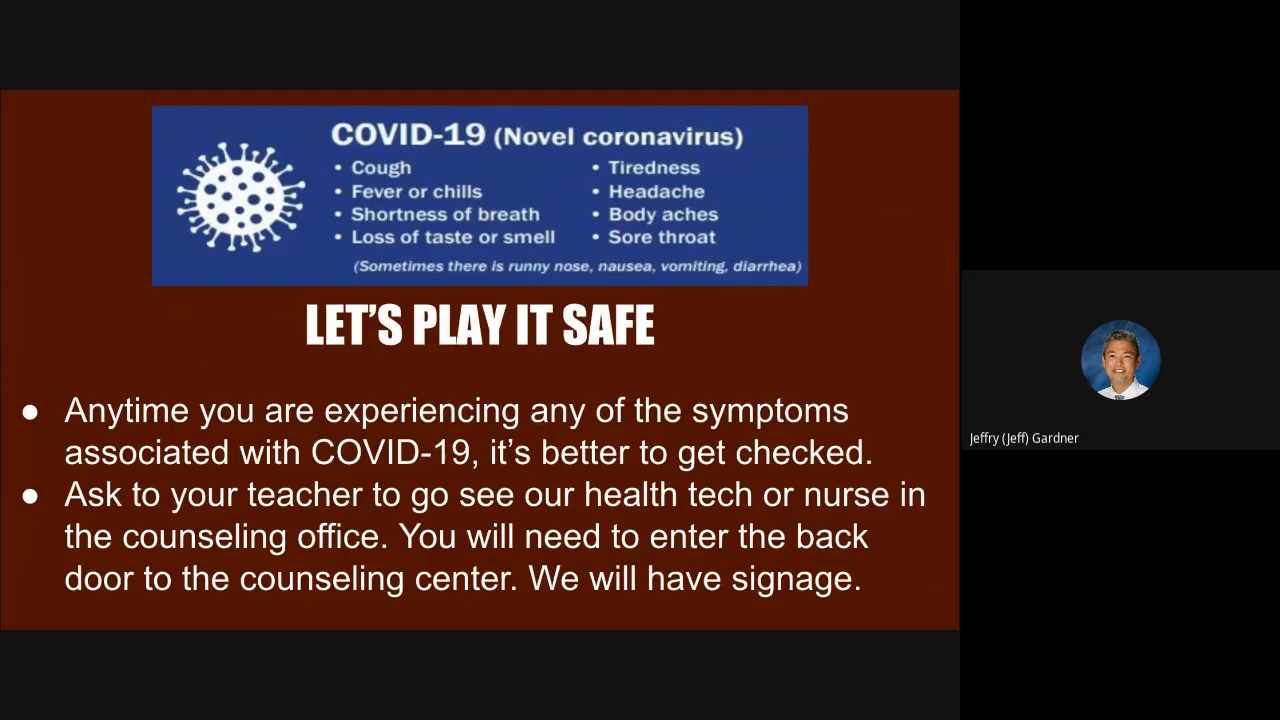 COVID-19 (Novel coronavirus)
• Cough
• Fever or chills
• Shortness of breath
• Loss of taste or smell
• Tiredness
• Headache
• Body aches
• Sore throat
(Sometimes there is runny nose, nausea, vomiting, diarrhea)
LET’S PLAY IT SAFE
● Anytime you are experiencing any of the symptoms
associated with COVID-19, it’s better to get checked.
● Ask to your teacher to go see our health tech or nurse in
the counseling office. You will need to enter the back
door to the counseling center. We will have signage.
Jeffry (Jeff) Gardner